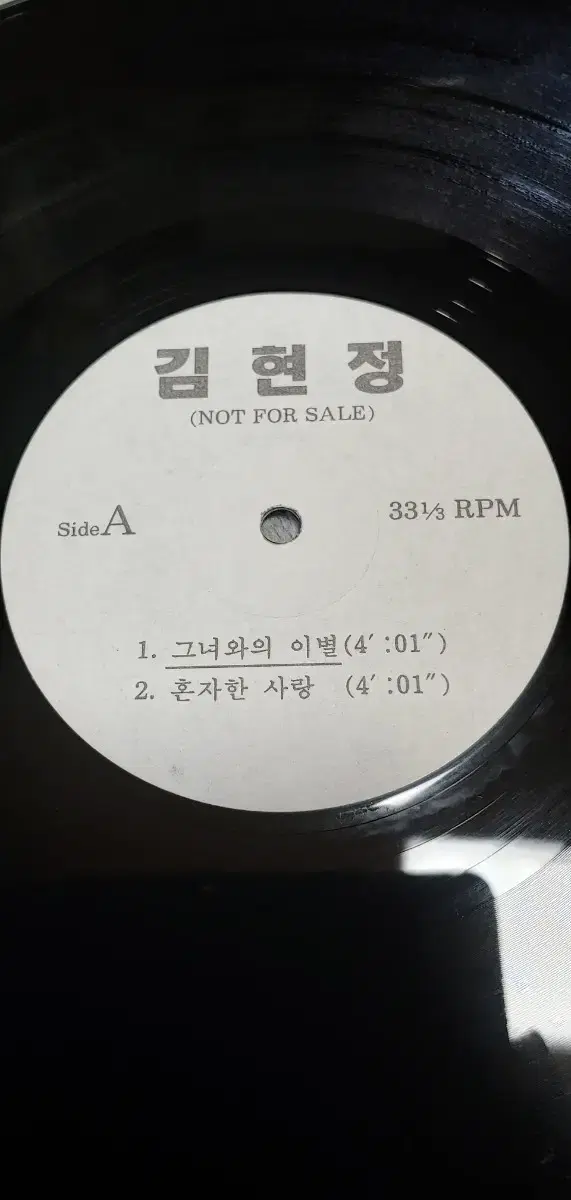 김 현 정
(NOT FOR SALE)
Side A 33⅓ RPM
1. 그녀와의 이별 (4′ :01″)
2. 혼자한 사랑 (4′ :01″)